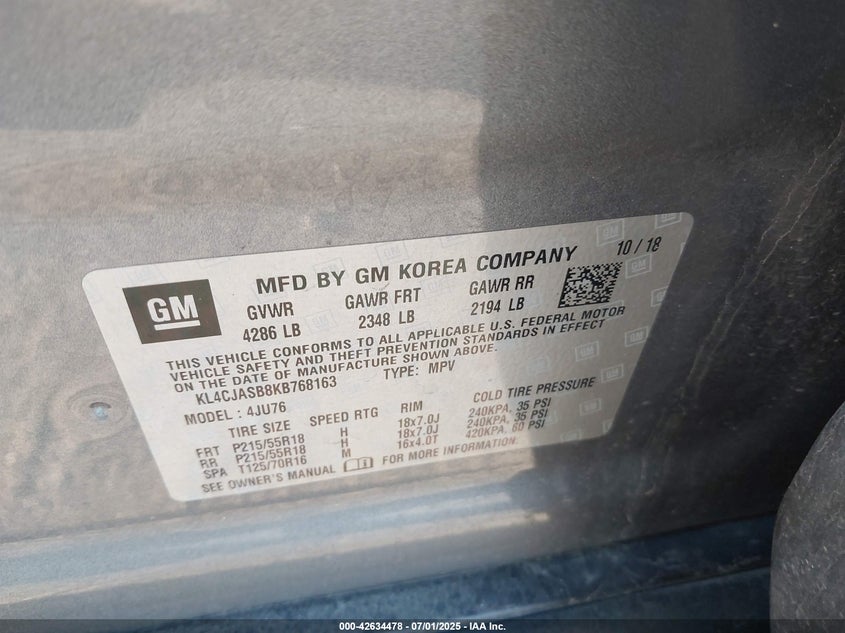 GM
MFD BY GM KOREA COMPANY 10 / 18
GVWR GAWR FRT GAWR RR
4286 LB 2348 LB 2194 LB
THIS VEHICLE CONFORMS TO ALL APPLICABLE U.S. FEDERAL MOTOR
VEHICLE SAFETY AND THEFT PREVENTION STANDARDS IN EFFECT
ON THE DATE OF MANUFACTURE SHOWN ABOVE.
KL4CJASB8KB768163 TYPE: MPV
MODEL : 4JU76
TIRE SIZE SPEED RTG RIM COLD TIRE PRESSURE
FRT P215/55R18 H 18x7.0J 240KPA, 35 PSI
RR P215/55R18 H 18x7.0J 240KPA, 35 PSI
SPA T125/70R16 M 16x4.0T 420KPA, 60 PSI
SEE OWNER'S MANUAL FOR MORE INFORMATION.
000-42634478 - 07/01/2025 - IAA Inc.